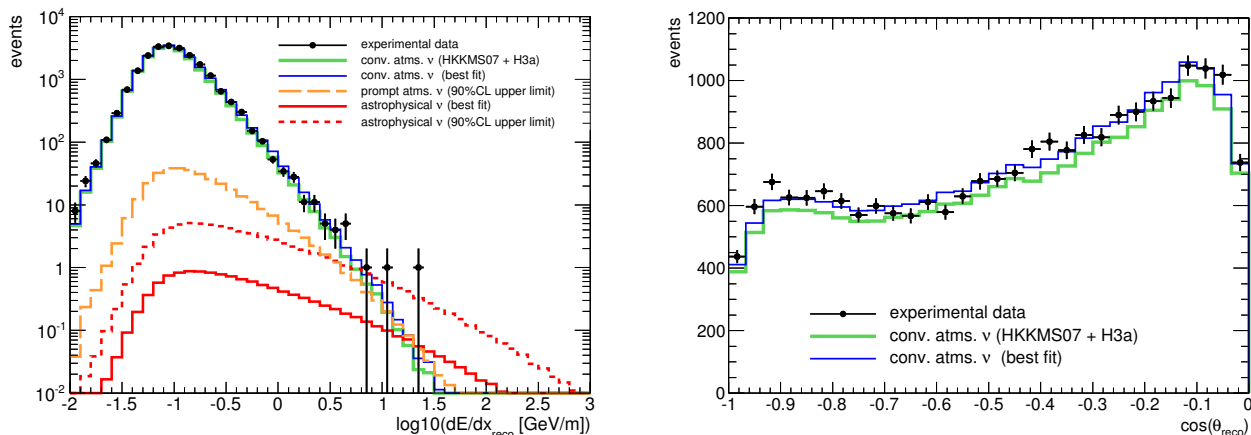 events
10⁵
10⁴
10³
10²
10
1
10⁻¹
10⁻²
experimental data
conv. atms. ν (HKKMS07 + H3a)
conv. atms. ν (best fit)
prompt atms. ν (90%CL upper limit)
astrophysical ν (best fit)
astrophysical ν (90%CL upper limit)
-2 -1.5 -1 -0.5 0 0.5 1 1.5 2 2.5 3
log10(dE/dx_reco [GeV/m])
events
1200
1000
800
600
400
200
0
experimental data
conv. atms. ν (HKKMS07 + H3a)
conv. atms. ν (best fit)
-1 -0.9 -0.8 -0.7 -0.6 -0.5 -0.4 -0.3 -0.2 -0.1 0
cos(θ_reco)